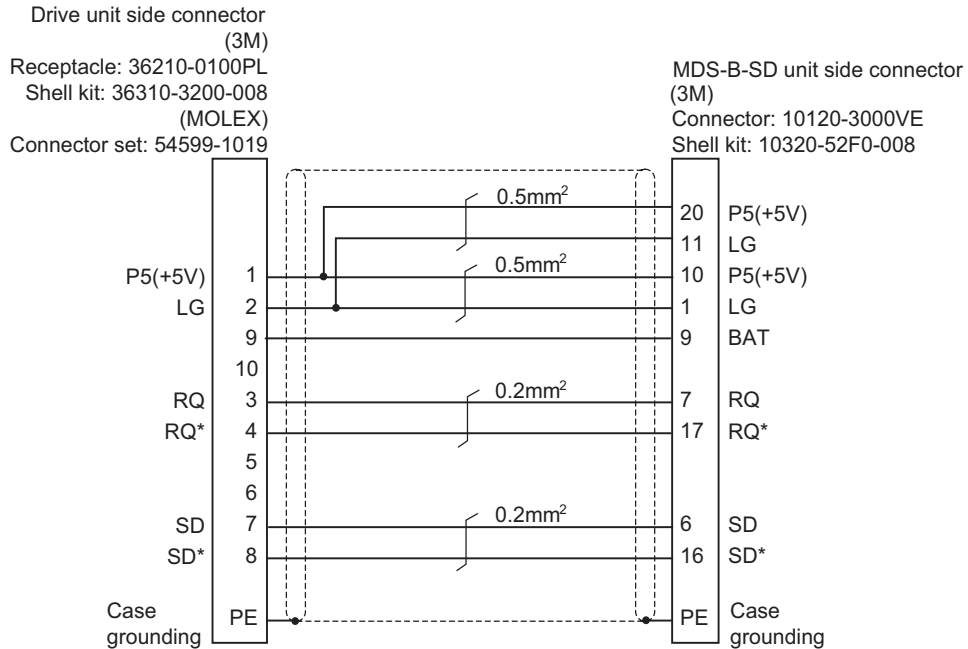 Drive unit side connector
(3M)
Receptacle: 36210-0100PL
Shell kit: 36310-3200-008
(MOLEX)
Connector set: 54599-1019
MDS-B-SD unit side connector
(3M)
Connector: 10120-3000VE
Shell kit: 10320-52F0-008
0.5mm²
20 P5(+5V)
11 LG
P5(+5V) 1 0.5mm² 10 P5(+5V)
LG 2 1 LG
9 9 BAT
10
RQ 3 0.2mm² 7 RQ
RQ* 4 17 RQ*
5
6
SD 7 0.2mm² 6 SD
SD* 8 16 SD*
Case
grounding
PE
PE
Case
grounding